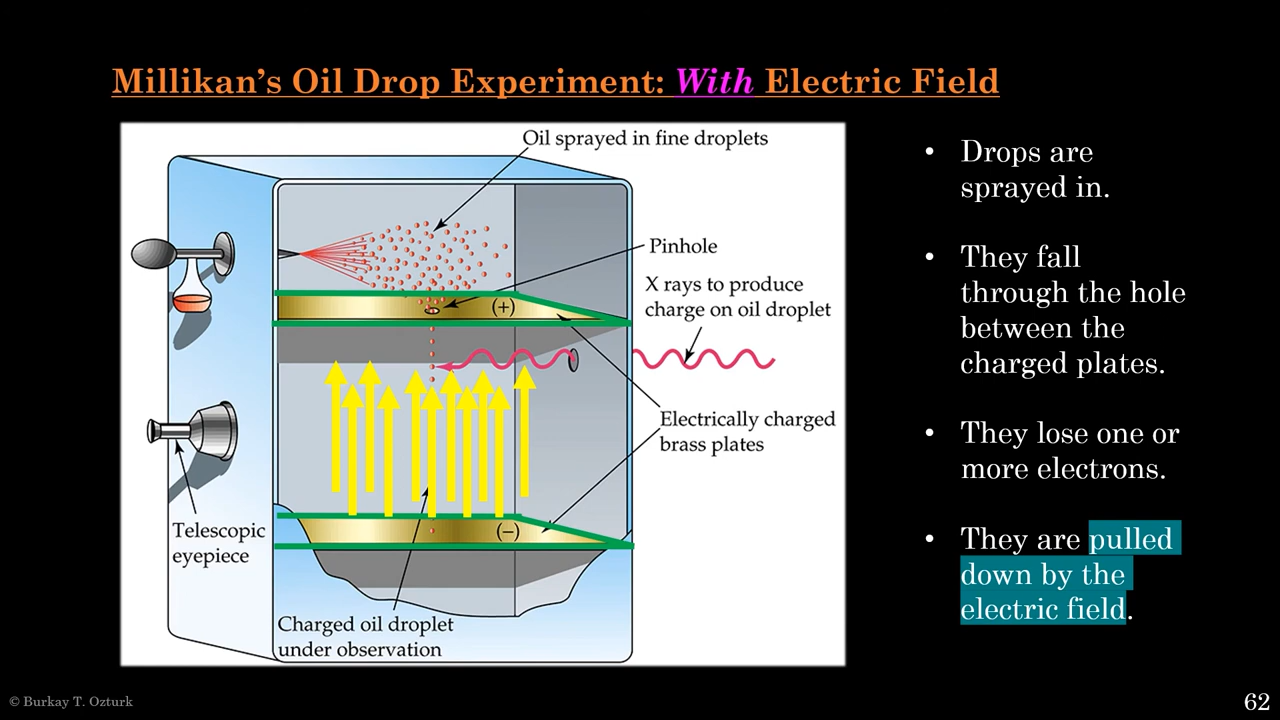 Millikan’s Oil Drop Experiment: With Electric Field
Oil sprayed in fine droplets
Pinhole
X rays to produce
charge on oil droplet
(+)
Electrically charged
brass plates
(–)
Telescopic
eyepiece
Charged oil droplet
under observation
• Drops are
sprayed in.
• They fall
through the hole
between the
charged plates.
• They lose one or
more electrons.
• They are pulled
down by the
electric field.
© Burkay T. Ozturk
62